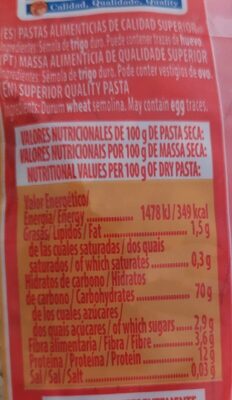 Calidad, Qualidade, Quality
(ES) PASTAS ALIMENTICIAS DE CALIDAD SUPERIOR
Ingredientes: Sémola de trigo duro. Puede contener trazas de huevo.
(PT) MASSA ALIMENTICIA DE QUALIDADE SUPERIOR
Ingredientes: Sêmola de trigo duro. Pode conter vestígios de ovo.
(EN) SUPERIOR QUALITY PASTA
Ingredients: Durum wheat semolina. May contain egg traces.
VALORES NUTRICIONALES DE 100 g DE PASTA SECA:
VALORES NUTRICIONAIS POR 100 g DE MASSA SECA:
NUTRITIONAL VALUES PER 100 g OF DRY PASTA:
Valor Energético/
Energia / Energy ............ 1478 kJ / 349 kcal
Grasas/Lípidos / Fat ............ 1,5 g
de las cuales saturadas / dos quais
saturados / of which saturates ............ 0,3 g
Hidratos de carbono / Hidratos
de carbono / Carbohydrates ............ 70 g
de los cuales azúcares /
dos quais açúcares / of which sugars ..... 2,9 g
Fibra alimentaria / Fibra / Fibre ............ 3,6 g
Proteína / Proteína / Protein ............ 12 g
Sal / Sal / Salt ............ 0,03 g